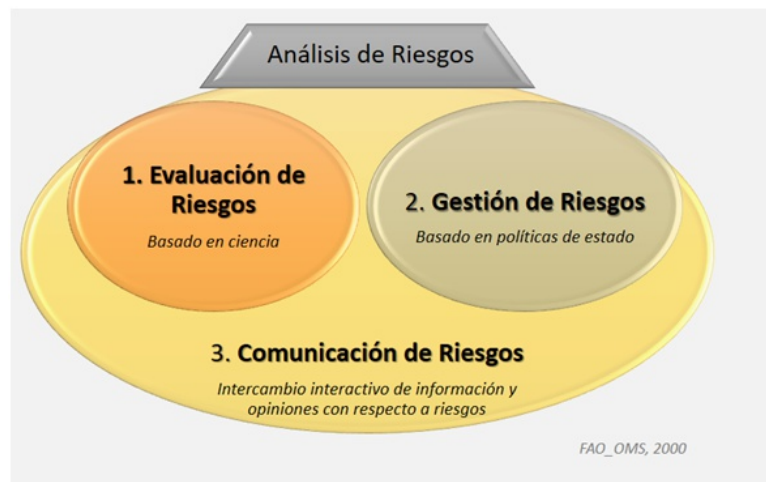 Análisis de Riesgos
1. Evaluación de
Riesgos
Basado en ciencia
2. Gestión de Riesgos
Basado en políticas de estado
3. Comunicación de Riesgos
Intercambio interactivo de información y
opiniones con respecto a riesgos
FAO_OMS, 2000